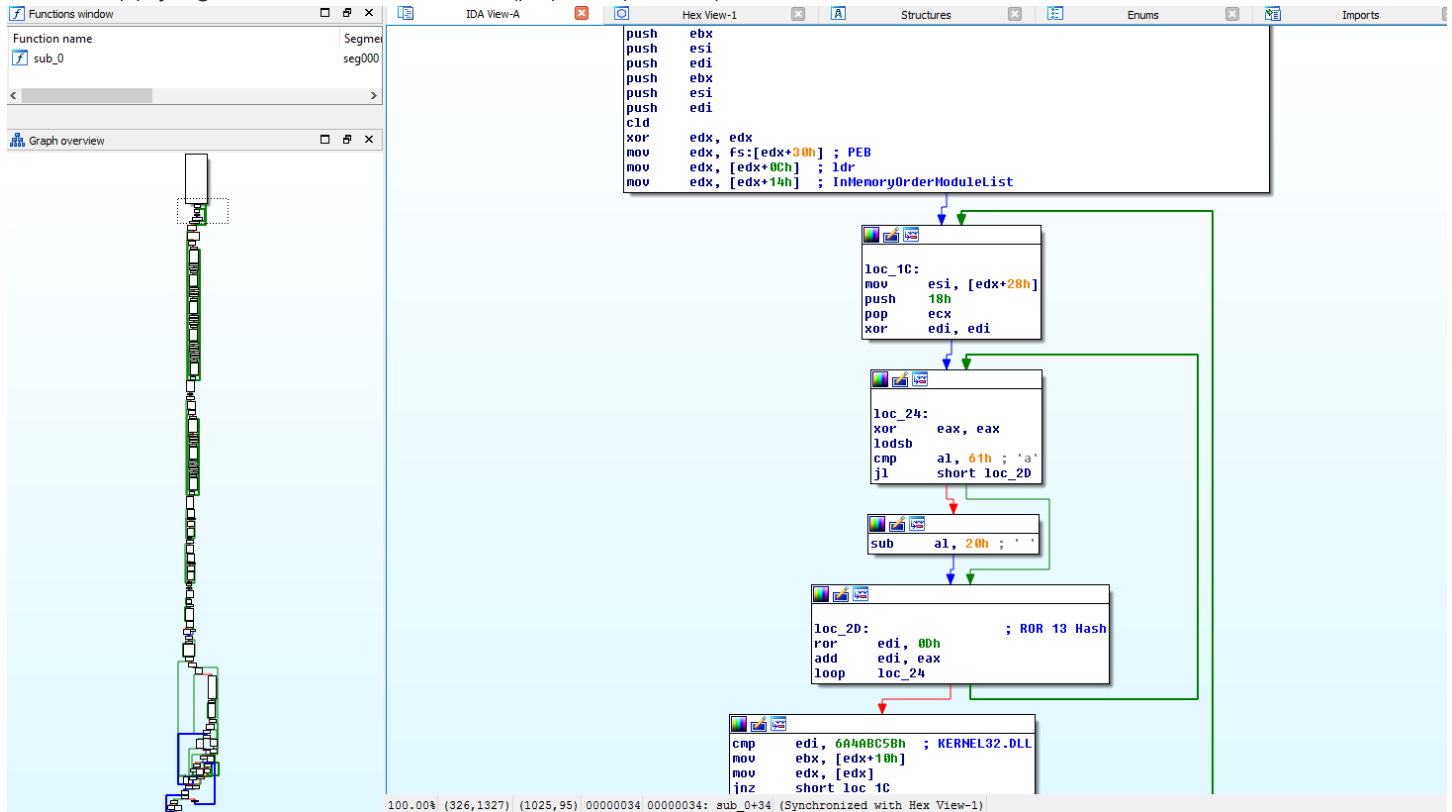 Functions window
IDA View-A
Hex View-1
Structures
Enums
Imports
Function name
Segme
sub_0
seg000
Graph overview
push ebx
push esi
push edi
push ebx
push esi
push edi
cld
xor edx, edx
mov edx, fs:[edx+30h] ; PEB
mov edx, [edx+0Ch] ; ldr
mov edx, [edx+14h] ; InMemoryOrderModuleList
loc_1C:
mov esi, [edx+28h]
push 18h
pop ecx
xor edi, edi
loc_24:
xor eax, eax
lodsb
cmp al, 61h ; 'a'
jl short loc_2D
sub al, 20h ; ' '
loc_2D: ; ROR 13 Hash
ror edi, 0Dh
add edi, eax
loop loc_24
cmp edi, 6A4ABC5Bh ; KERNEL32.DLL
mov ebx, [edx+10h]
mov edx, [edx]
jnz short loc_1C
100.00% (326,1327) (1025,95) 00000034 00000034: sub_0+34 (Synchronized with Hex View-1)